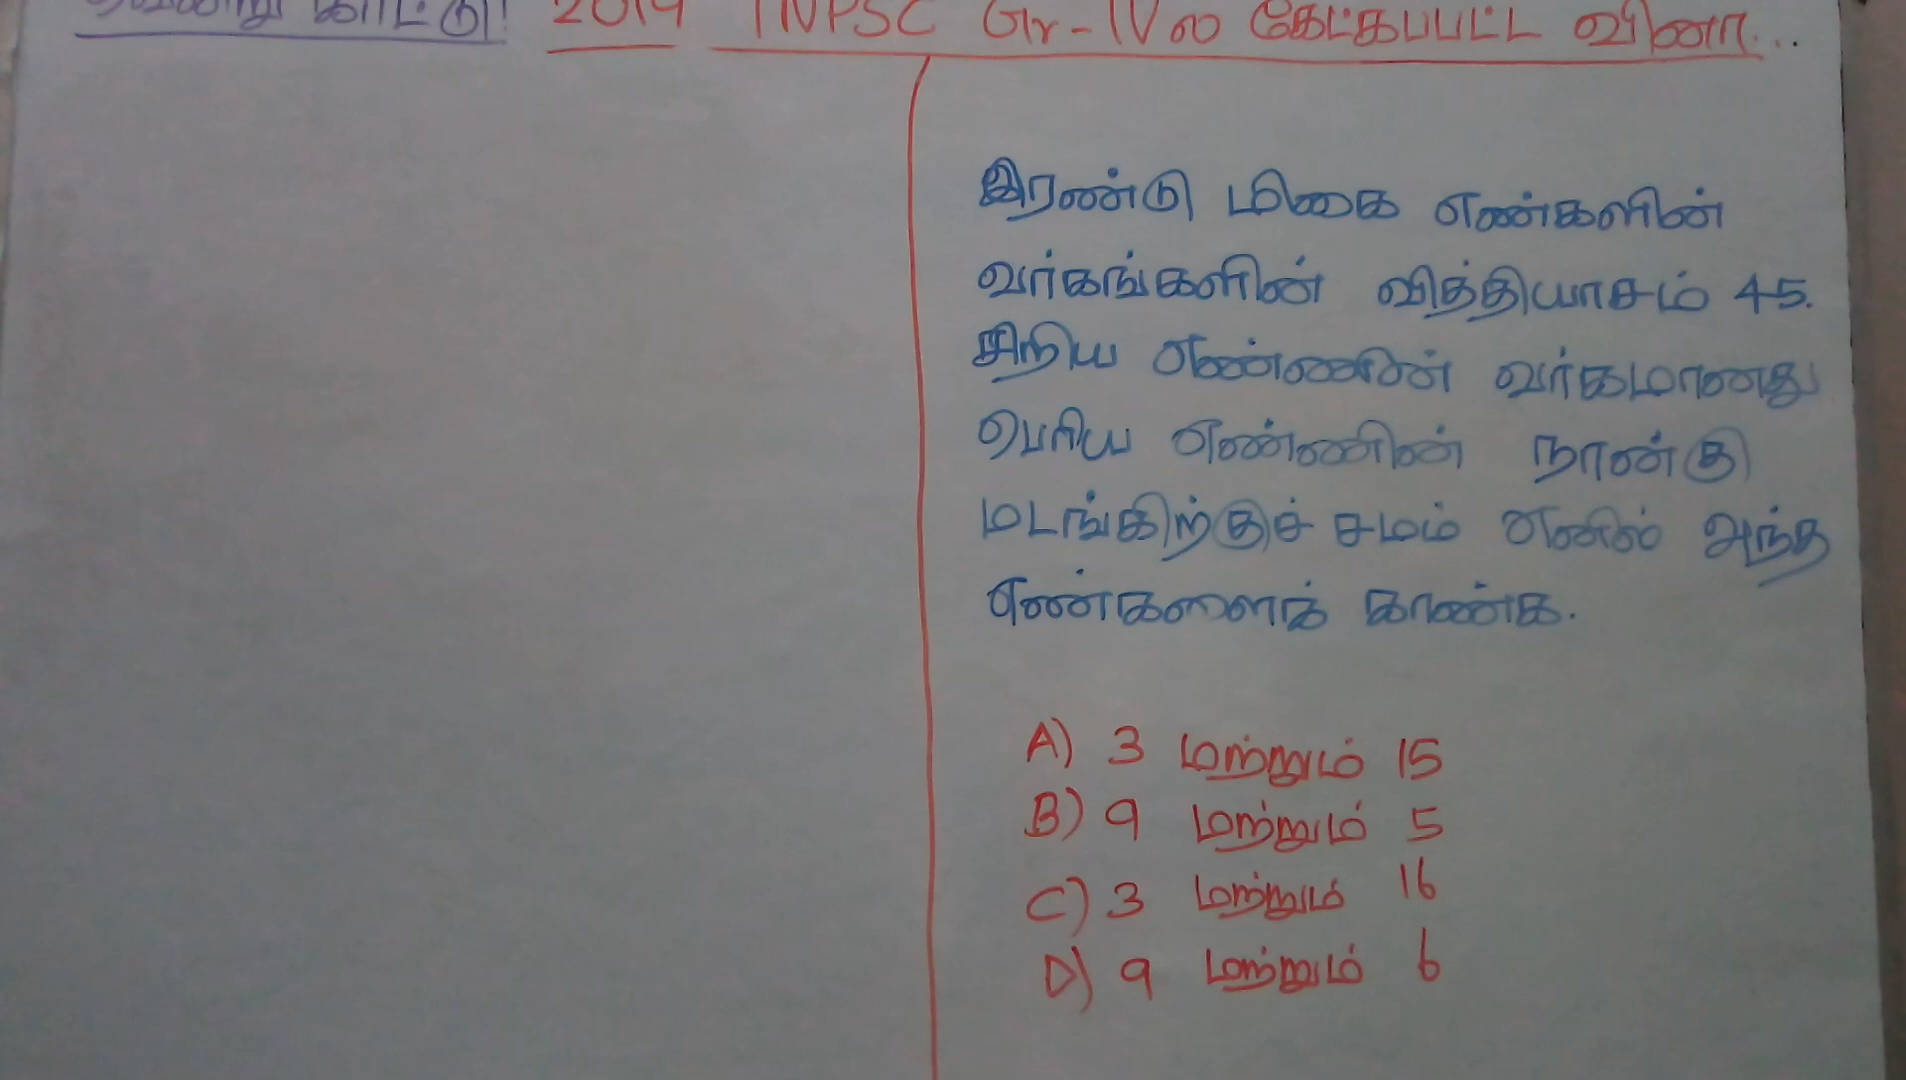 காட்டு! 2019 TNPSC Gr-IV ல கேட்கப்பட்ட வினா...
இரண்டு மிகை எண்களின்
வர்கங்களின் வித்தியாசம் 45.
சிறிய எண்ணின் வர்கமானது
பெரிய எண்ணின் நான்கு
மடங்கிற்குச் சமம் எனில் அந்த
எண்களைக் காண்க.
A) 3 மற்றும் 15
B) 9 மற்றும் 5
C) 3 மற்றும் 16
D) 9 மற்றும் 6